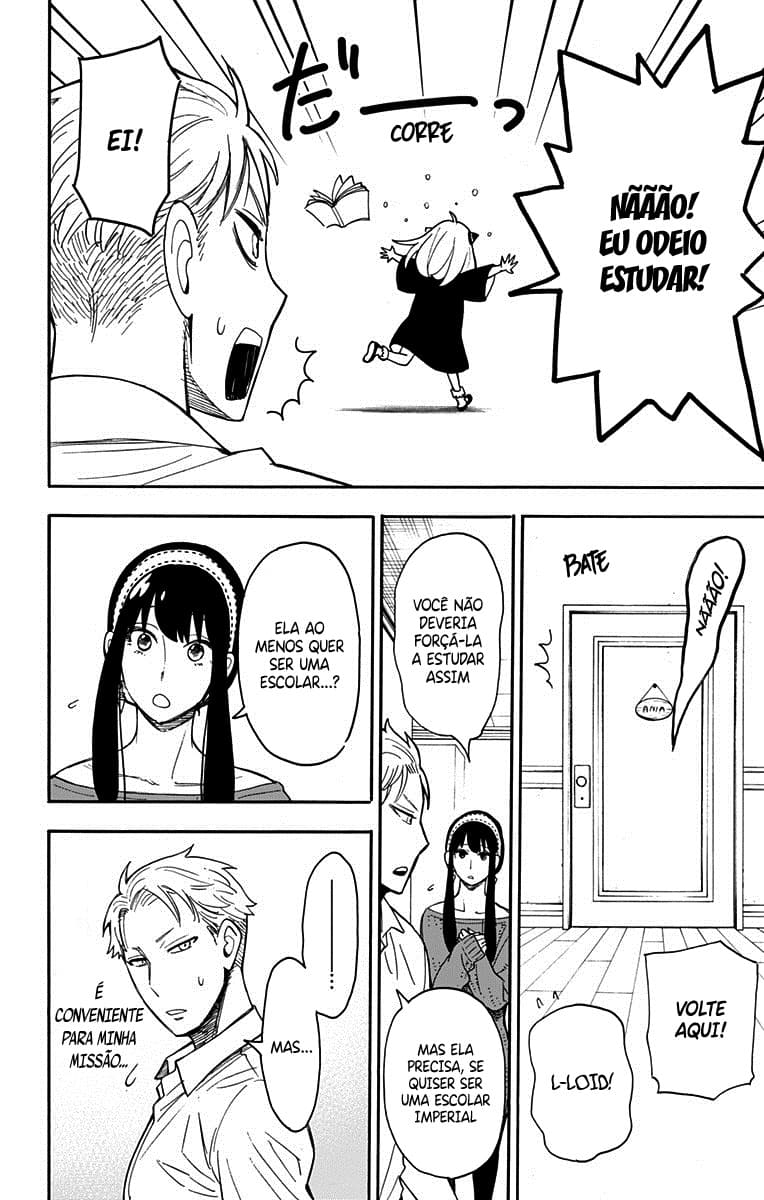 NÃÃÃO!
EU ODEIO
ESTUDAR!
だーっ
CORRE
EI!
BATE
NÃÃÃO!
ANIA
VOLTE
AQUI!
L-LOID!
VOCÊ NÃO
DEVERIA
FORÇÁ-LA
A ESTUDAR
ASSIM
MAS ELA
PRECISA, SE
QUISER SER
UMA ESCOLAR
IMPERIAL
ELA AO
MENOS QUER
SER UMA
ESCOLAR...?
............
MAS...
É
CONVENIENTE
PARA MINHA
MISSÃO...